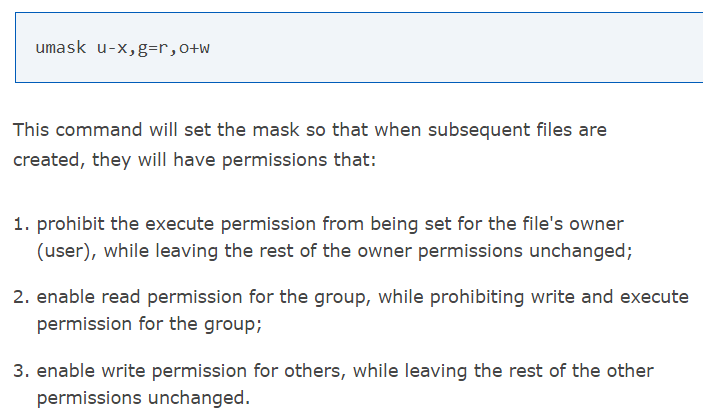 umask u-x,g=r,o+w
This command will set the mask so that when subsequent files are
created, they will have permissions that:
1. prohibit the execute permission from being set for the file's owner
(user), while leaving the rest of the owner permissions unchanged;
2. enable read permission for the group, while prohibiting write and execute
permission for the group;
3. enable write permission for others, while leaving the rest of the other
permissions unchanged.